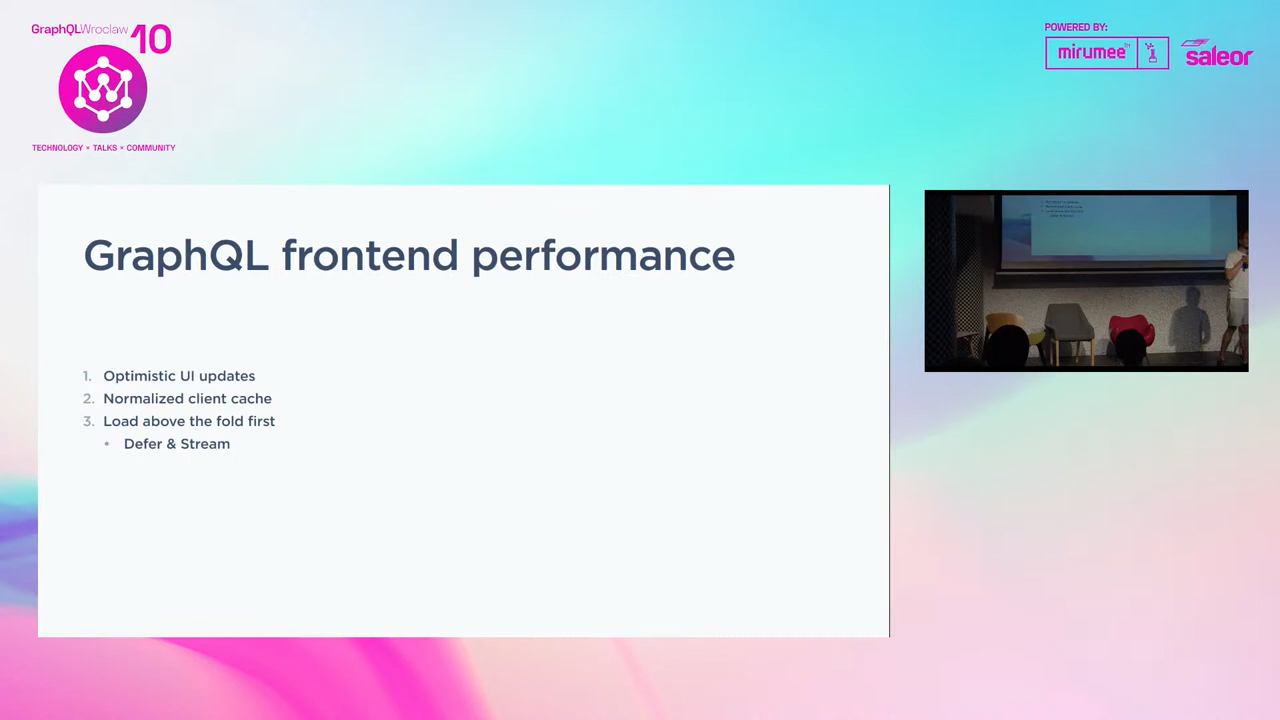 GraphQLWroclaw 10
TECHNOLOGY × TALKS × COMMUNITY
POWERED BY:
mirumee
saleor
GraphQL frontend performance
1. Optimistic UI updates
2. Normalized client cache
3. Load above the fold first
• Defer & Stream